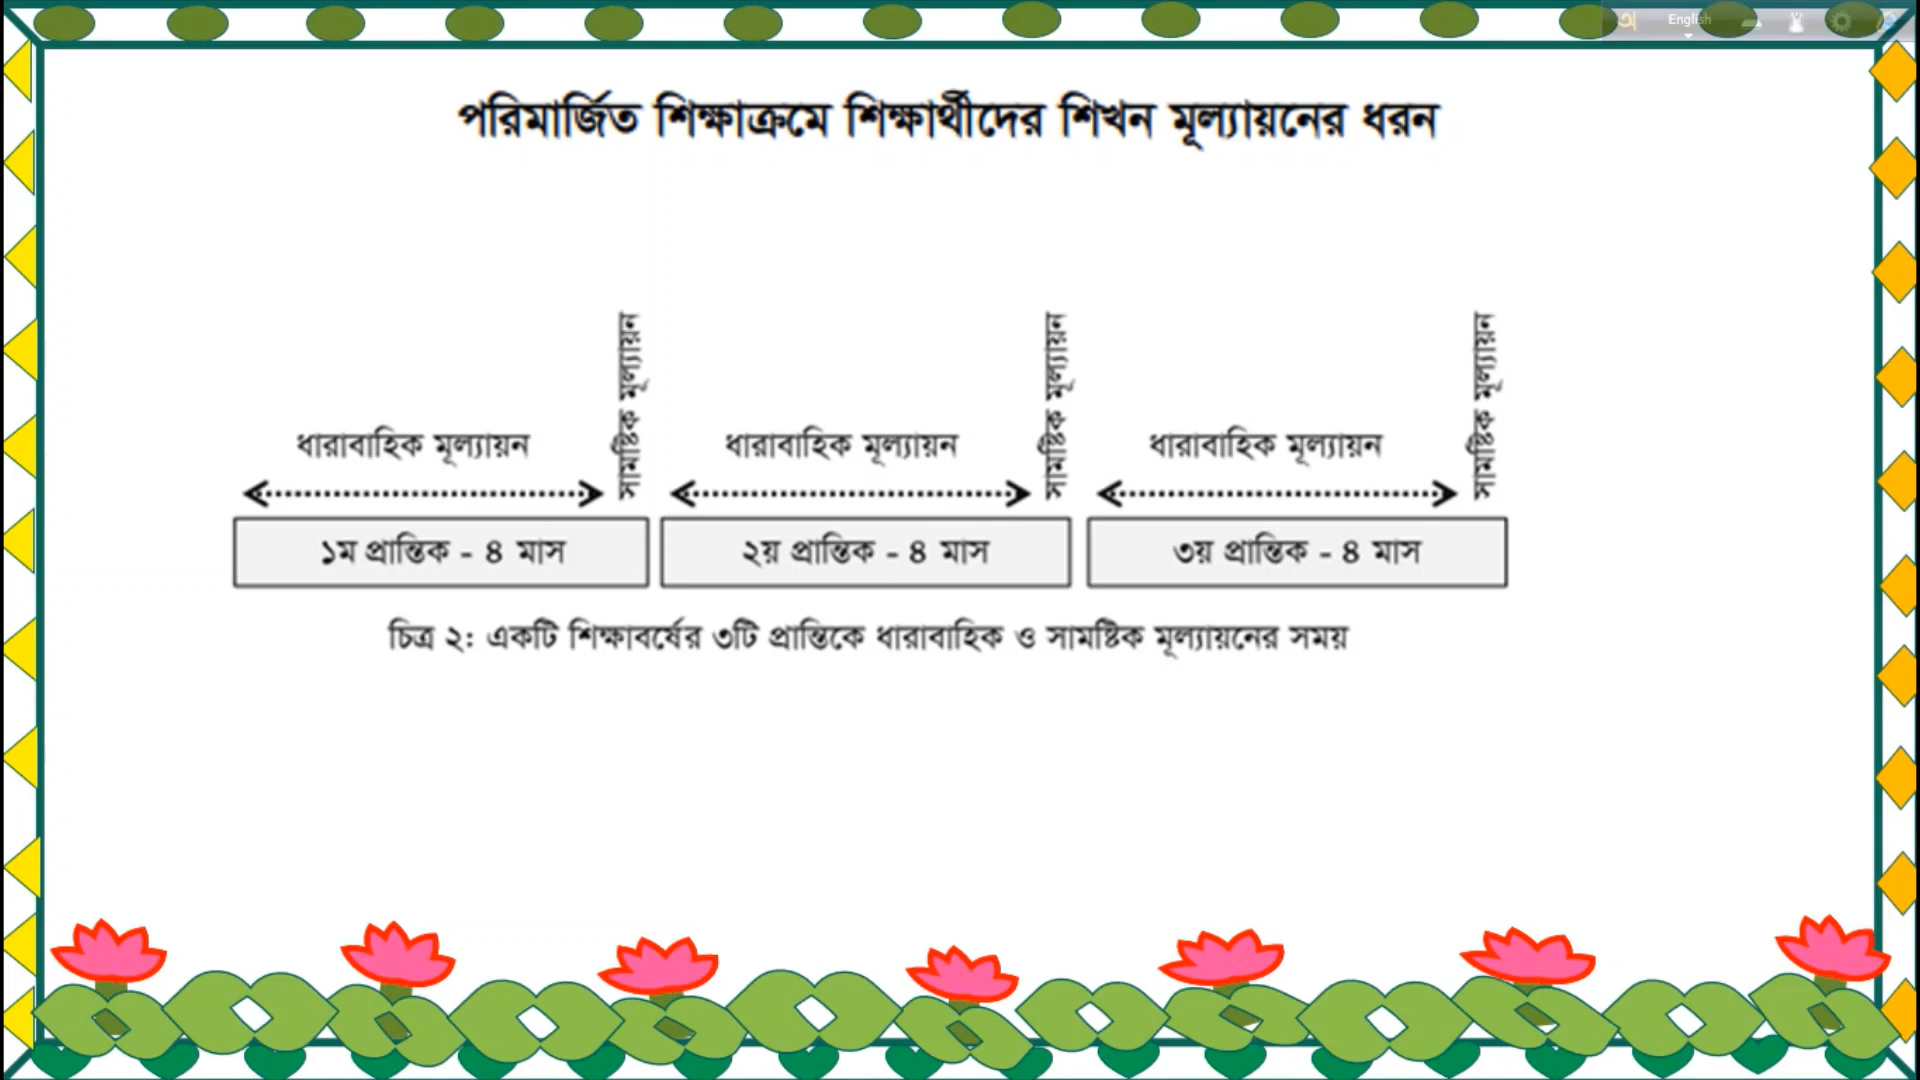 English
পরিমার্জিত শিক্ষাক্রমে শিক্ষার্থীদের শিখন মূল্যায়নের ধরন
ধারাবাহিক মূল্যায়ন
সামষ্টিক মূল্যায়ন
ধারাবাহিক মূল্যায়ন
সামষ্টিক মূল্যায়ন
ধারাবাহিক মূল্যায়ন
সামষ্টিক মূল্যায়ন
১ম প্রান্তিক - ৪ মাস
২য় প্রান্তিক - ৪ মাস
৩য় প্রান্তিক - ৪ মাস
চিত্র ২: একটি শিক্ষাবর্ষের ৩টি প্রান্তিকে ধারাবাহিক ও সামষ্টিক মূল্যায়নের সময়